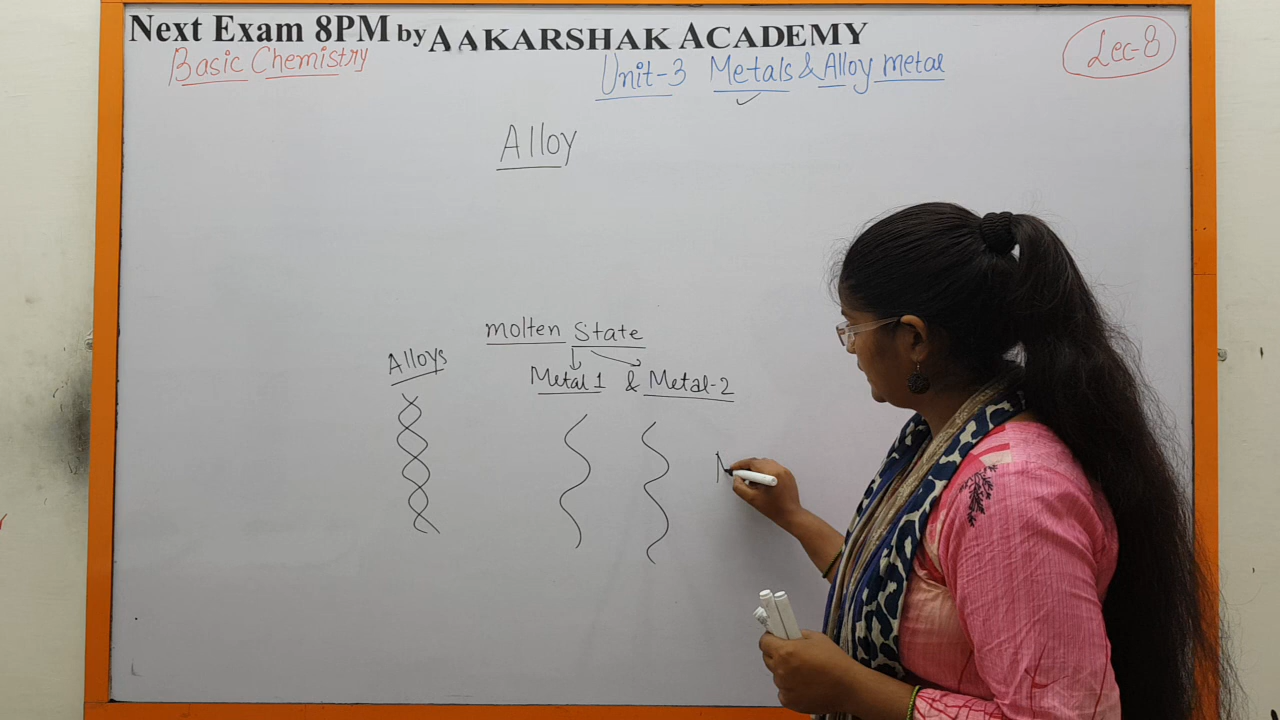 Next Exam 8PM by AAKARSHAK ACADEMY
Basic Chemistry
Unit-3 Metals & Alloy metal
Lec-8
Alloy
molten State
Alloys
Metal 1 & Metal-2
N